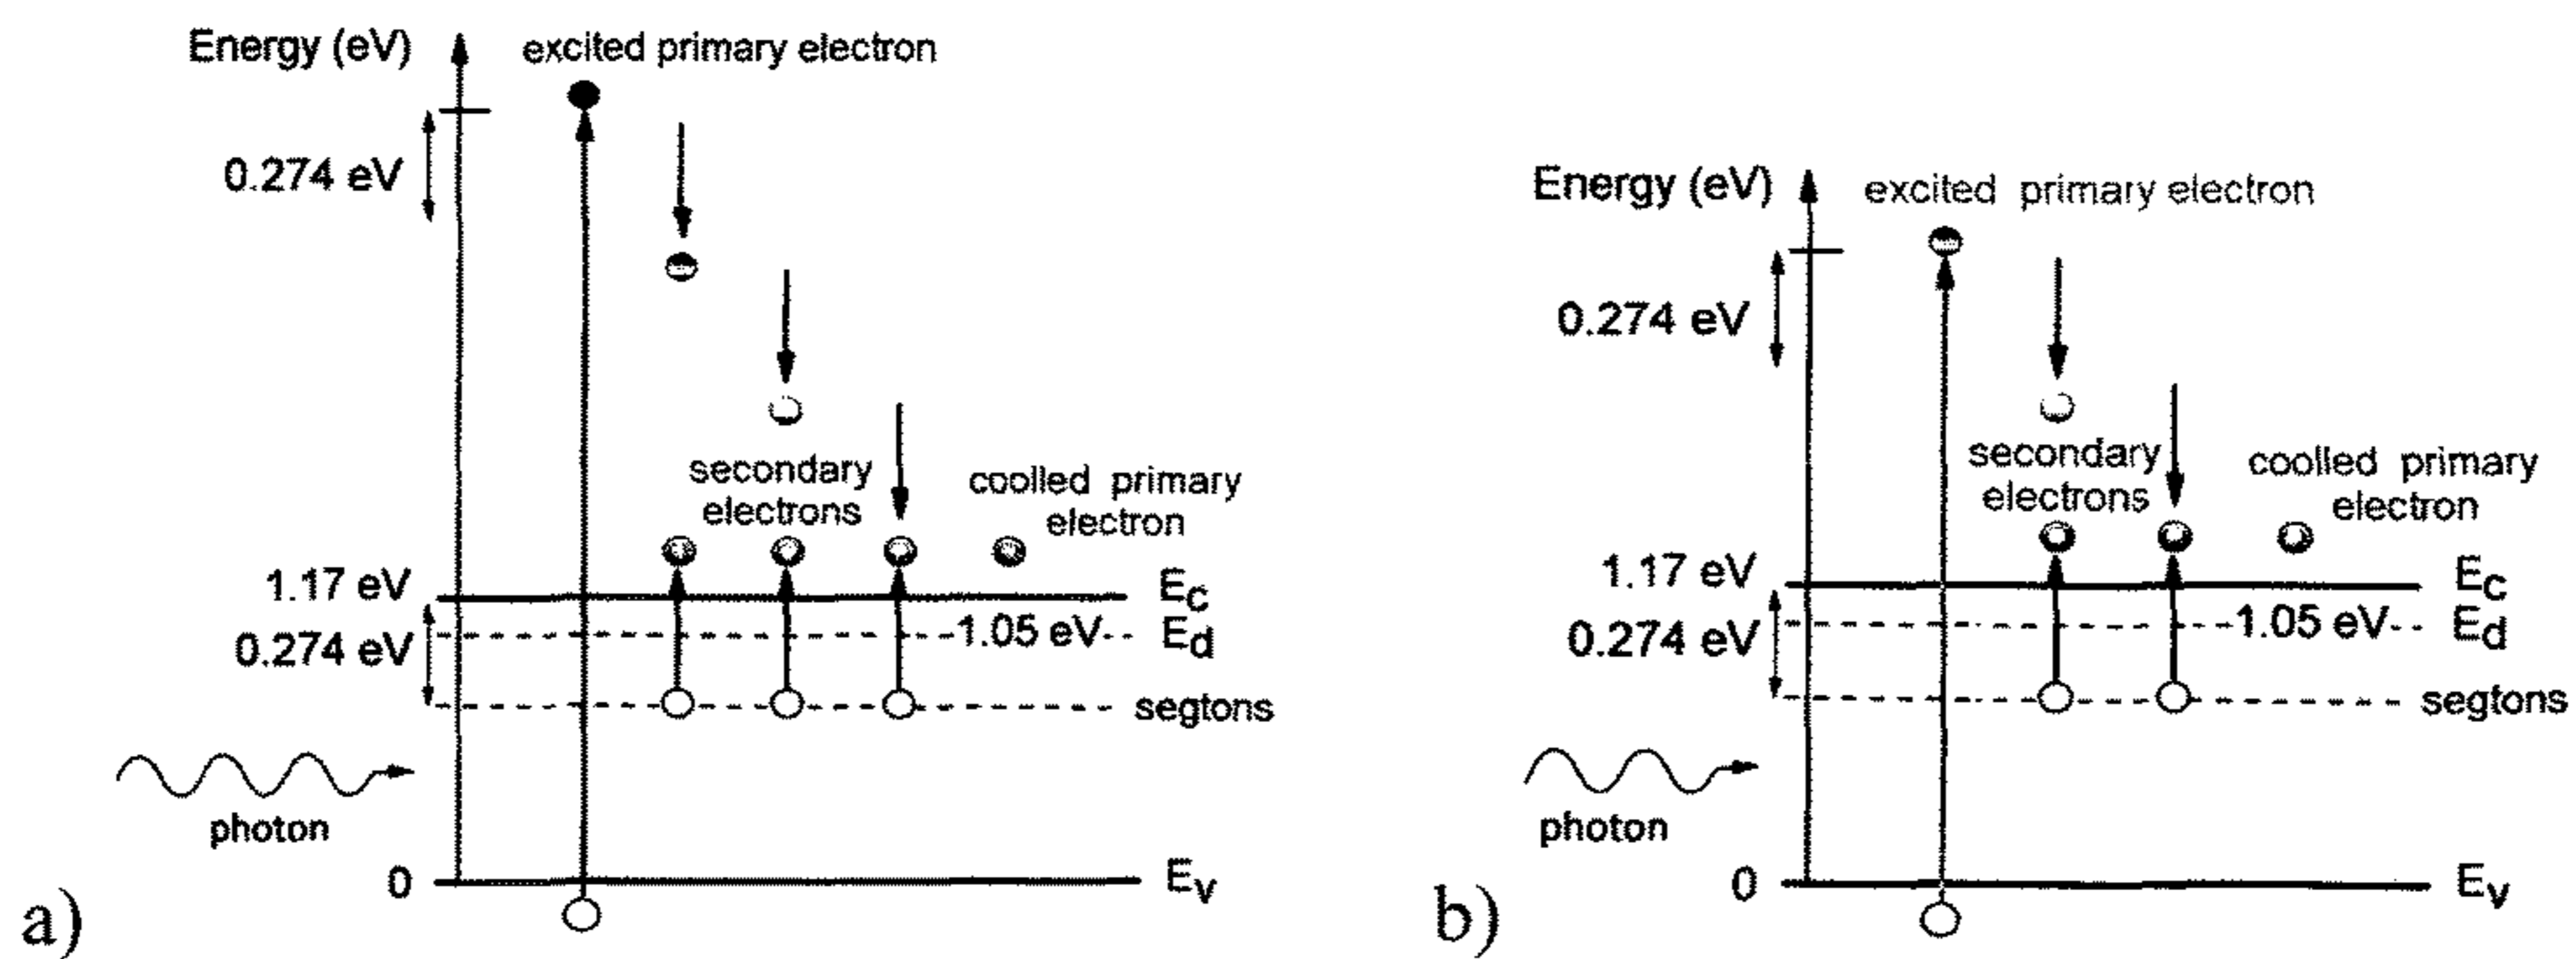 Energy (eV)
excited primary electron
0.274 eV
secondary
electrons
coolled primary
electron
1.17 eV
Ec
1.05 eV
Ed
0.274 eV
segtons
photon
0
Ev
a)
Energy (eV)
excited primary electron
0.274 eV
secondary
electrons
coolled primary
electron
1.17 eV
Ec
1.05 eV
Ed
0.274 eV
segtons
photon
0
Ev
b)